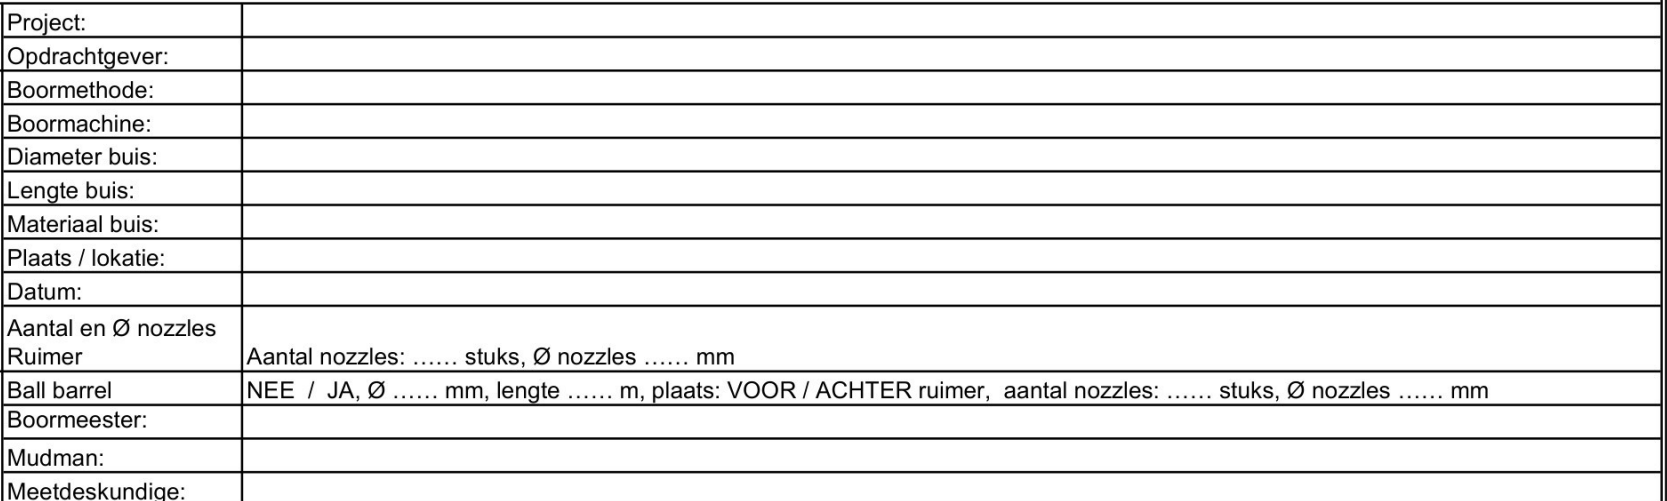 Project:
Opdrachtgever:
Boormethode:
Boormachine:
Diameter buis:
Lengte buis:
Materiaal buis:
Plaats / lokatie:
Datum:
Aantal en Ø nozzles
Ruimer
Aantal nozzles: …… stuks, Ø nozzles …… mm
Ball barrel
NEE / JA, Ø …… mm, lengte …… m, plaats: VOOR / ACHTER ruimer, aantal nozzles: …… stuks, Ø nozzles …… mm
Boormeester:
Mudman:
Meetdeskundige: